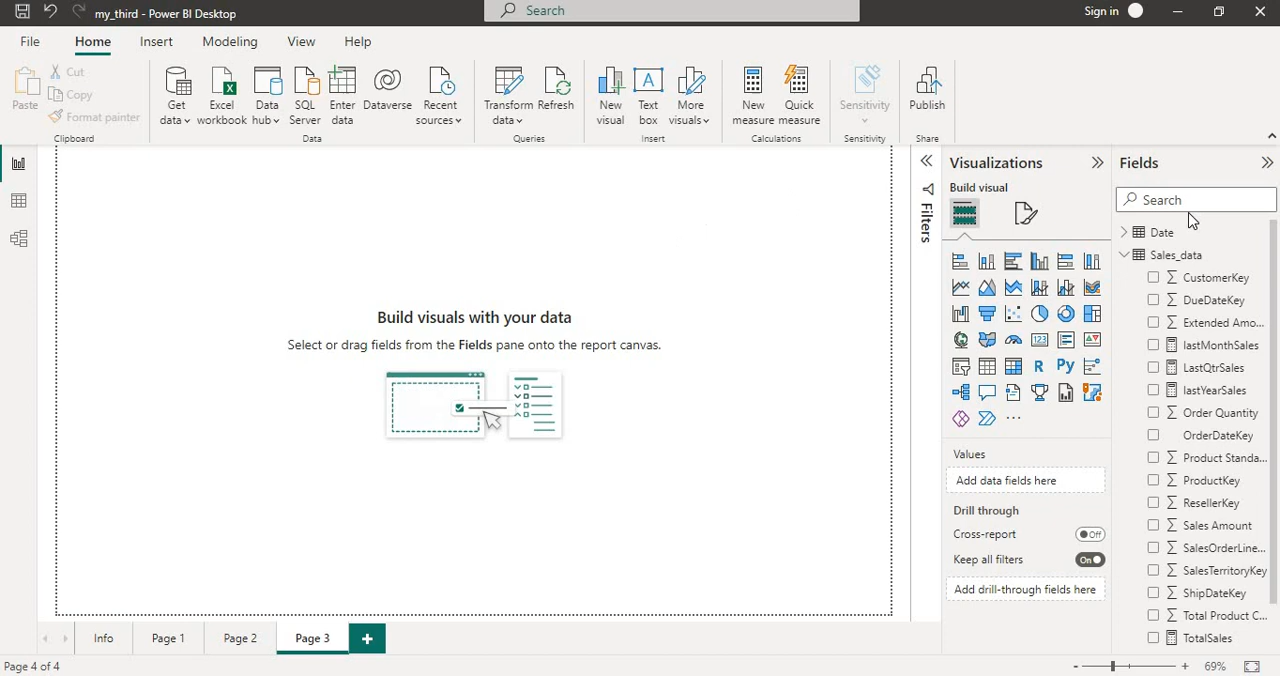 my_third - Power BI Desktop
Search
Sign in
File Home Insert Modeling View Help
Paste
Cut
Copy
Format painter
Clipboard
Get data
Excel workbook
Data hub
SQL Server
Enter data
Dataverse
Recent sources
Data
Transform data
Refresh
Queries
New visual
Text box
More visuals
Insert
New measure
Quick measure
Calculations
Sensitivity
Sensitivity
Publish
Share
Build visuals with your data
Select or drag fields from the Fields pane onto the report canvas.
Filters
Visualizations
Build visual
R Py
123
Values
Add data fields here
Drill through
Cross-report Off
Keep all filters On
Add drill-through fields here
Fields
Search
Date
Sales_data
CustomerKey
DueDateKey
Extended Amo...
lastMonthSales
LastQtrSales
lastYearSales
Order Quantity
OrderDateKey
Product Standa...
ProductKey
ResellerKey
Sales Amount
SalesOrderLine...
SalesTerritoryKey
ShipDateKey
Total Product C...
TotalSales
Info Page 1 Page 2 Page 3 +
Page 4 of 4
- + 69%